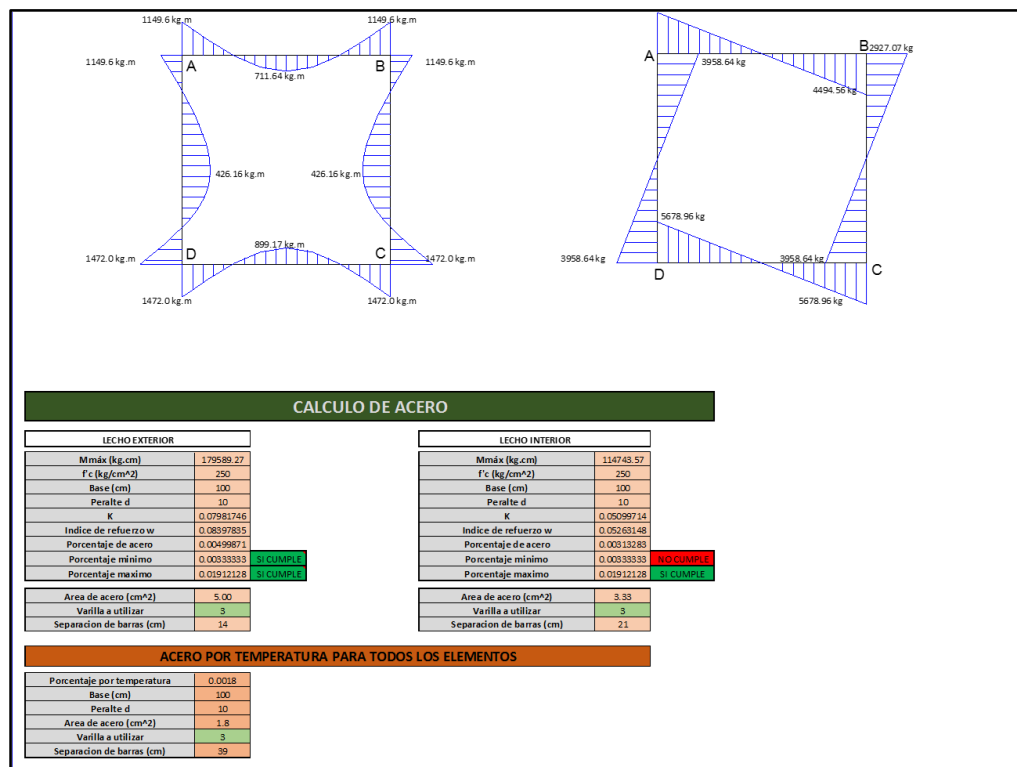 1149.6 kg.m
1149.6 kg.m
1149.6 kg.m
A
B
1149.6 kg.m
711.64 kg.m
426.16 kg.m
426.16 kg.m
899.17 kg.m
1472.0 kg.m
D
C
1472.0 kg.m
1472.0 kg.m
1472.0 kg.m
A
B
2927.07 kg
3958.64 kg
4494.56 kg
5678.96 kg
3958.64 kg
3958.64 kg
D
C
5678.96 kg
CALCULO DE ACERO
LECHO EXTERIOR
Mmáx (kg.cm) 179589.27
f'c (kg/cm^2) 250
Base (cm) 100
Peralte d 10
K 0.07981746
Indice de refuerzo w 0.08397835
Porcentaje de acero 0.00499871
Porcentaje minimo 0.00333333 SI CUMPLE
Porcentaje maximo 0.01912128 SI CUMPLE
Area de acero (cm^2) 5.00
Varilla a utilizar 3
Separacion de barras (cm) 14
LECHO INTERIOR
Mmáx (kg.cm) 114743.57
f'c (kg/cm^2) 250
Base (cm) 100
Peralte d 10
K 0.05099714
Indice de refuerzo w 0.05263148
Porcentaje de acero 0.00313283
Porcentaje minimo 0.00333333 NO CUMPLE
Porcentaje maximo 0.01912128 SI CUMPLE
Area de acero (cm^2) 3.33
Varilla a utilizar 3
Separacion de barras (cm) 21
ACERO POR TEMPERATURA PARA TODOS LOS ELEMENTOS
Porcentaje por temperatura 0.0018
Base (cm) 100
Peralte d 10
Area de acero (cm^2) 1.8
Varilla a utilizar 3
Separacion de barras (cm) 39